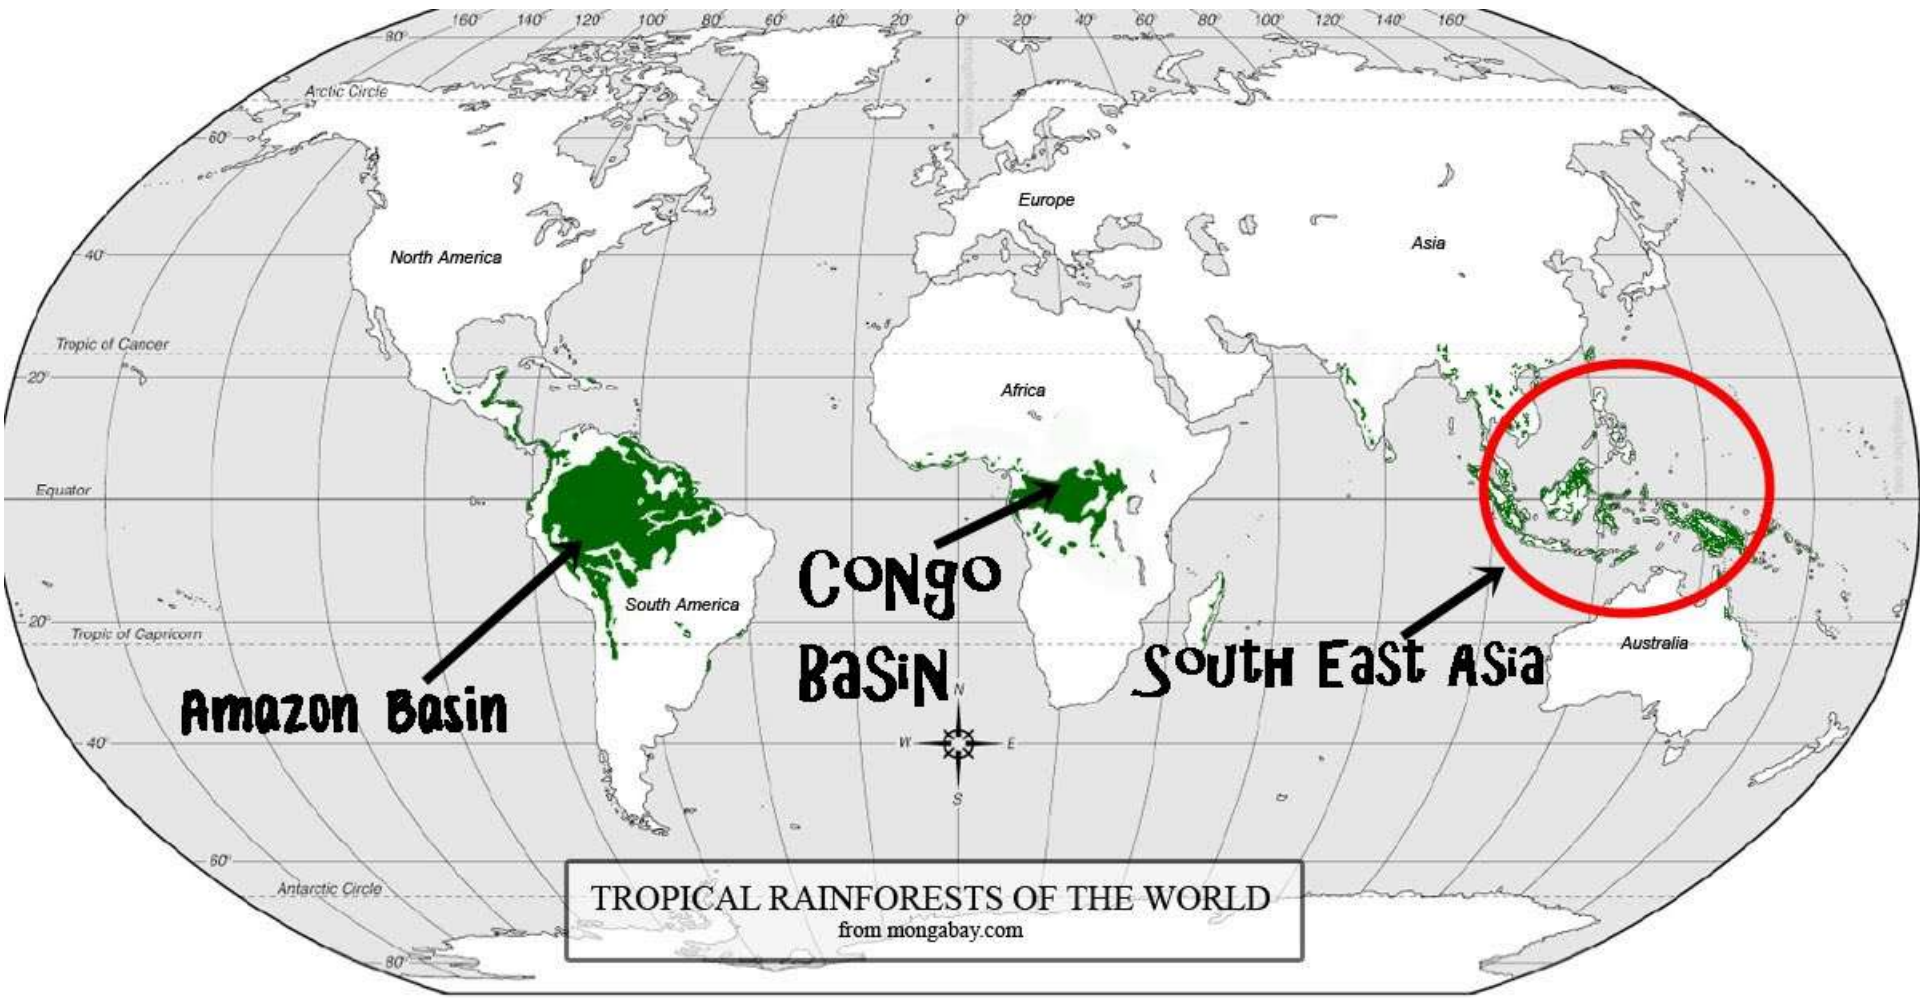 160° 140° 120° 100° 80° 60° 40° 20° 0° 20° 40° 60° 80° 100° 120° 140° 160°
80°
Arctic Circle
60°
Europe
Asia
North America
40°
Tropic of Cancer
20°
Africa
Equator
Congo
Basin
South America
20°
Tropic of Capricorn
Australia
South East Asia
Amazon Basin
N
W E
S
40°
60°
Antarctic Circle
TROPICAL RAINFORESTS OF THE WORLD
from mongabay.com
80°